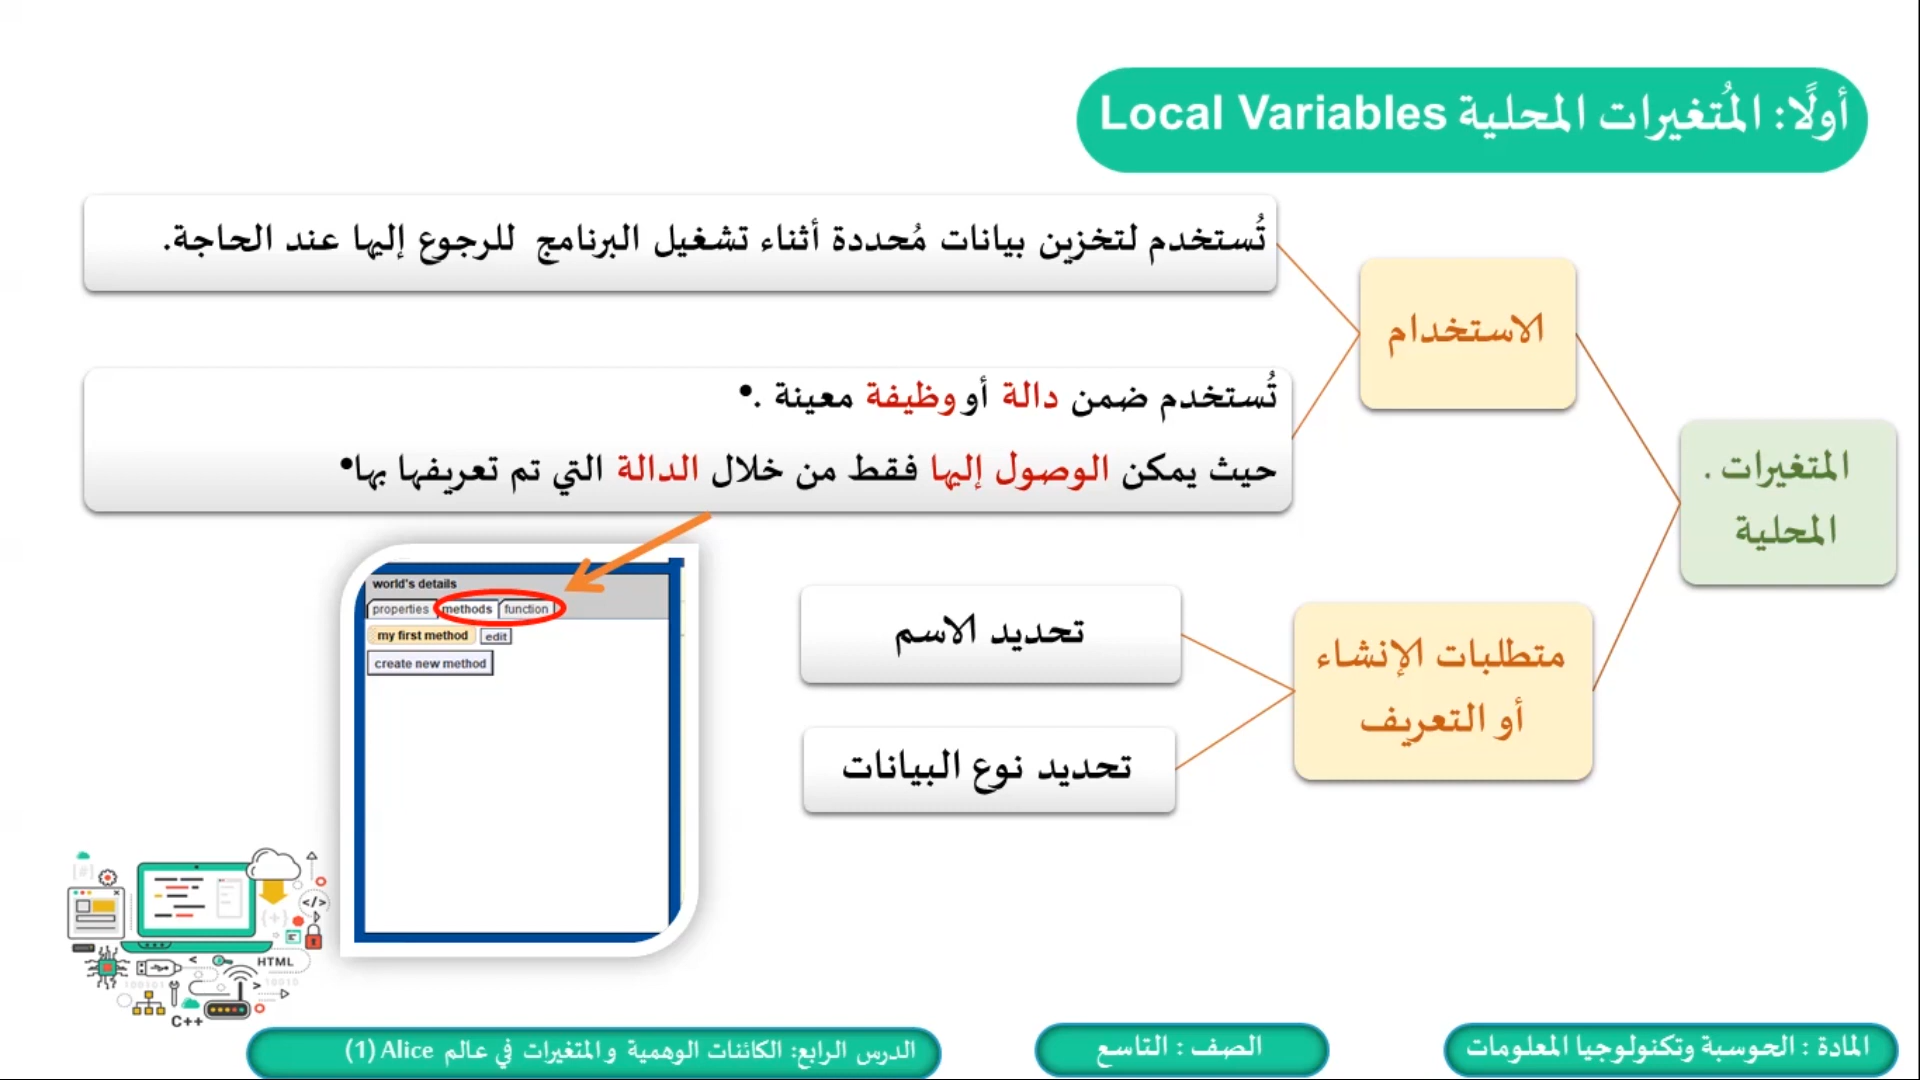 أولًا: المُتغيرات المحلية Local Variables
المتغيرات .
المحلية
الاستخدام
تُستخدم لتخزين بيانات مُحددة أثناء تشغيل البرنامج للرجوع إليها عند الحاجة.
تُستخدم ضمن دالة أو وظيفة معينة .•
حيث يمكن الوصول إليها فقط من خلال الدالة التي تم تعريفها بها•
متطلبات الإنشاء
أو التعريف
تحديد الاسم
تحديد نوع البيانات
world's details
properties methods function
my first method edit
create new method
</>
HTML
C++
المادة : الحوسبة وتكنولوجيا المعلومات
الصف : التاسع
الدرس الرابع: الكائنات الوهمية والمتغيرات في عالم Alice (1)